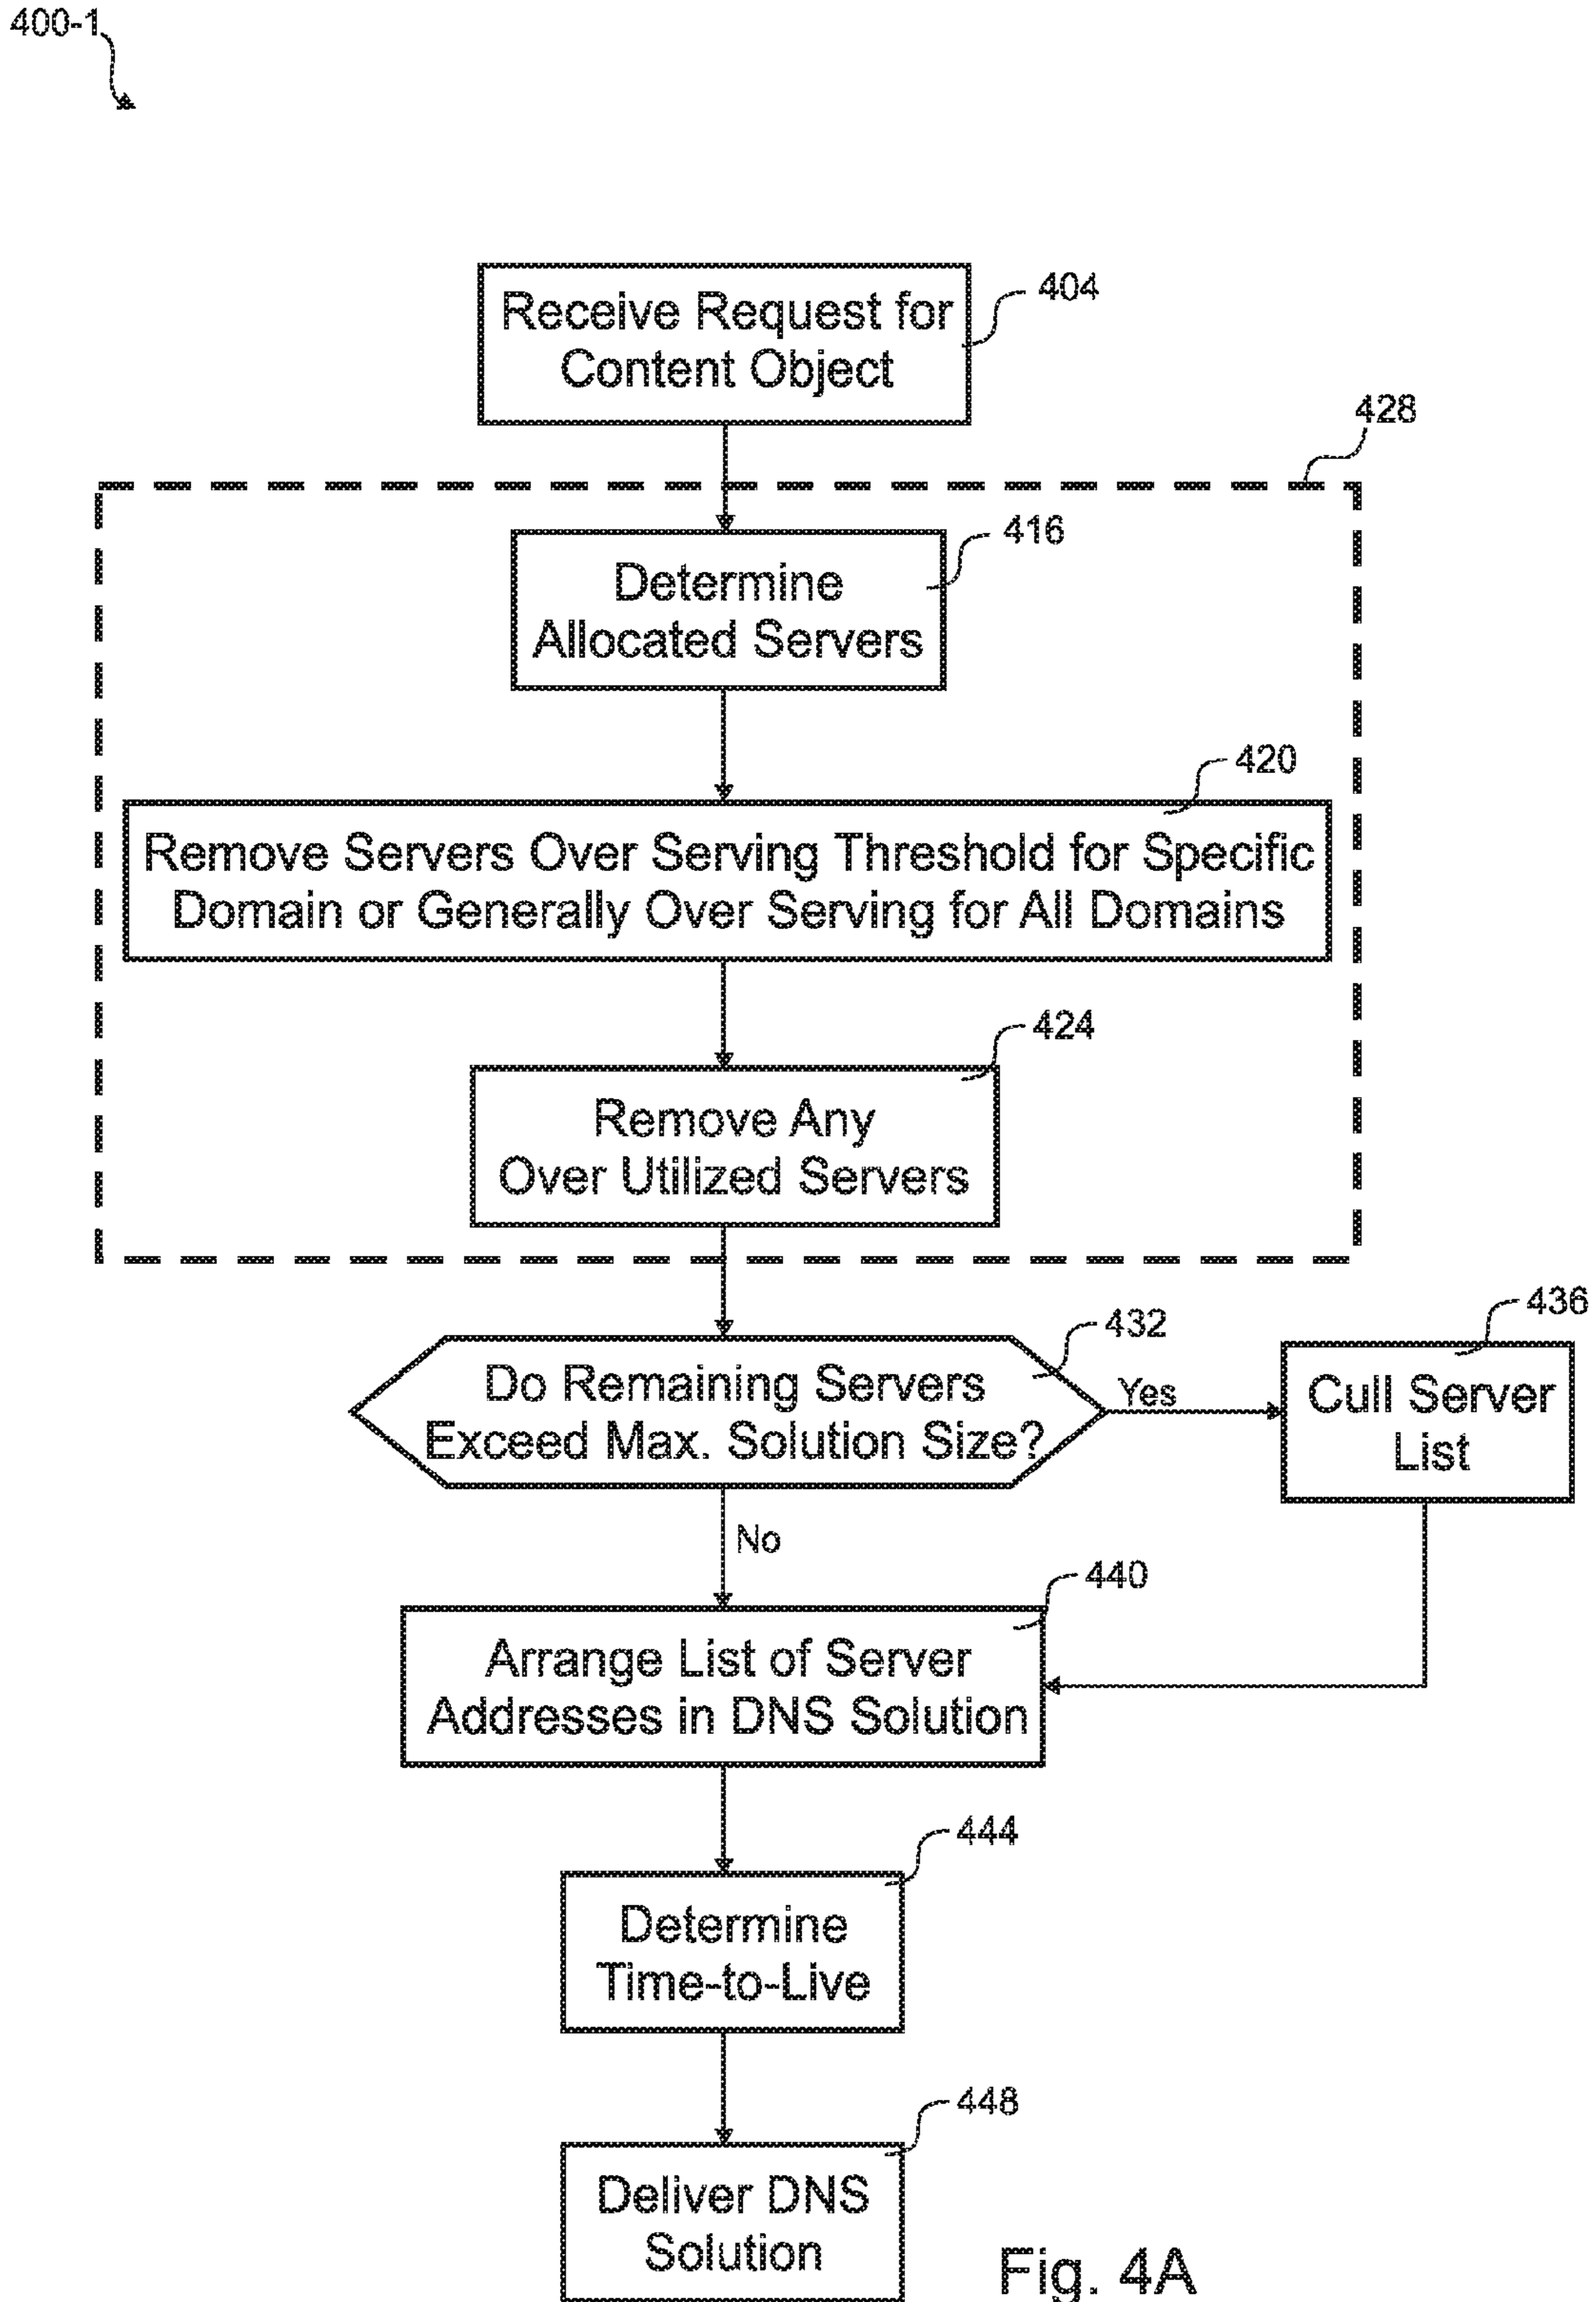 400-1
Receive Request for
Content Object
404
428
Determine
Allocated Servers
416
420
Remove Servers Over Serving Threshold for Specific
Domain or Generally Over Serving for All Domains
424
Remove Any
Over Utilized Servers
432
Do Remaining Servers
Exceed Max. Solution Size?
Yes
436
Cull Server
List
No
440
Arrange List of Server
Addresses in DNS Solution
444
Determine
Time-to-Live
448
Deliver DNS
Solution
Fig. 4A